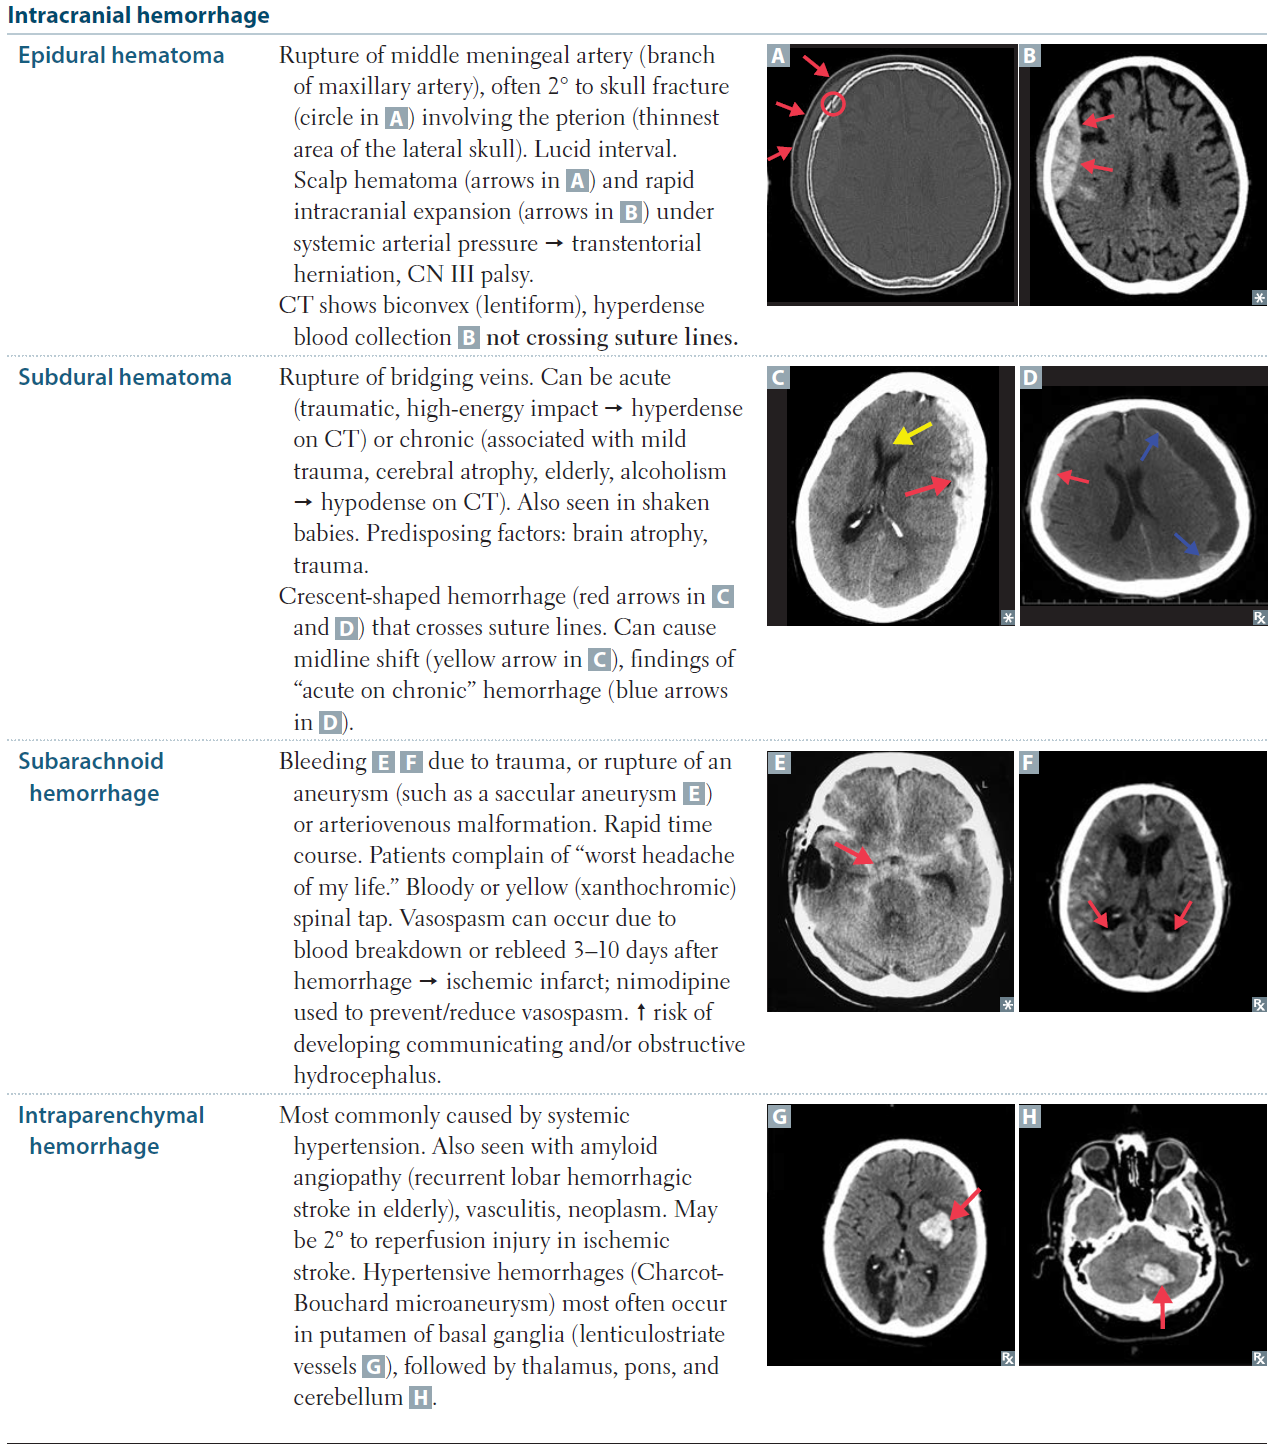 Intracranial hemorrhage
Epidural hematoma
Rupture of middle meningeal artery (branch
of maxillary artery), often 2° to skull fracture
(circle in A) involving the pterion (thinnest
area of the lateral skull). Lucid interval.
Scalp hematoma (arrows in A) and rapid
intracranial expansion (arrows in B) under
systemic arterial pressure → transtentorial
herniation, CN III palsy.
CT shows biconvex (lentiform), hyperdense
blood collection B not crossing suture lines.
A
B
*
Subdural hematoma
Rupture of bridging veins. Can be acute
(traumatic, high-energy impact → hyperdense
on CT) or chronic (associated with mild
trauma, cerebral atrophy, elderly, alcoholism
→ hypodense on CT). Also seen in shaken
babies. Predisposing factors: brain atrophy,
trauma.
Crescent-shaped hemorrhage (red arrows in C
and D) that crosses suture lines. Can cause
midline shift (yellow arrow in C), findings of
“acute on chronic” hemorrhage (blue arrows
in D).
C
D
*
Rx
Subarachnoid
hemorrhage
Bleeding E F due to trauma, or rupture of an
aneurysm (such as a saccular aneurysm E)
or arteriovenous malformation. Rapid time
course. Patients complain of “worst headache
of my life.” Bloody or yellow (xanthochromic)
spinal tap. Vasospasm can occur due to
blood breakdown or rebleed 3–10 days after
hemorrhage → ischemic infarct; nimodipine
used to prevent/reduce vasospasm. ↑ risk of
developing communicating and/or obstructive
hydrocephalus.
E
L
F
*
Rx
Intraparenchymal
hemorrhage
Most commonly caused by systemic
hypertension. Also seen with amyloid
angiopathy (recurrent lobar hemorrhagic
stroke in elderly), vasculitis, neoplasm. May
be 2° to reperfusion injury in ischemic
stroke. Hypertensive hemorrhages (Charcot-
Bouchard microaneurysm) most often occur
in putamen of basal ganglia (lenticulostriate
vessels G), followed by thalamus, pons, and
cerebellum H.
G
H
A
P
Rx
Rx